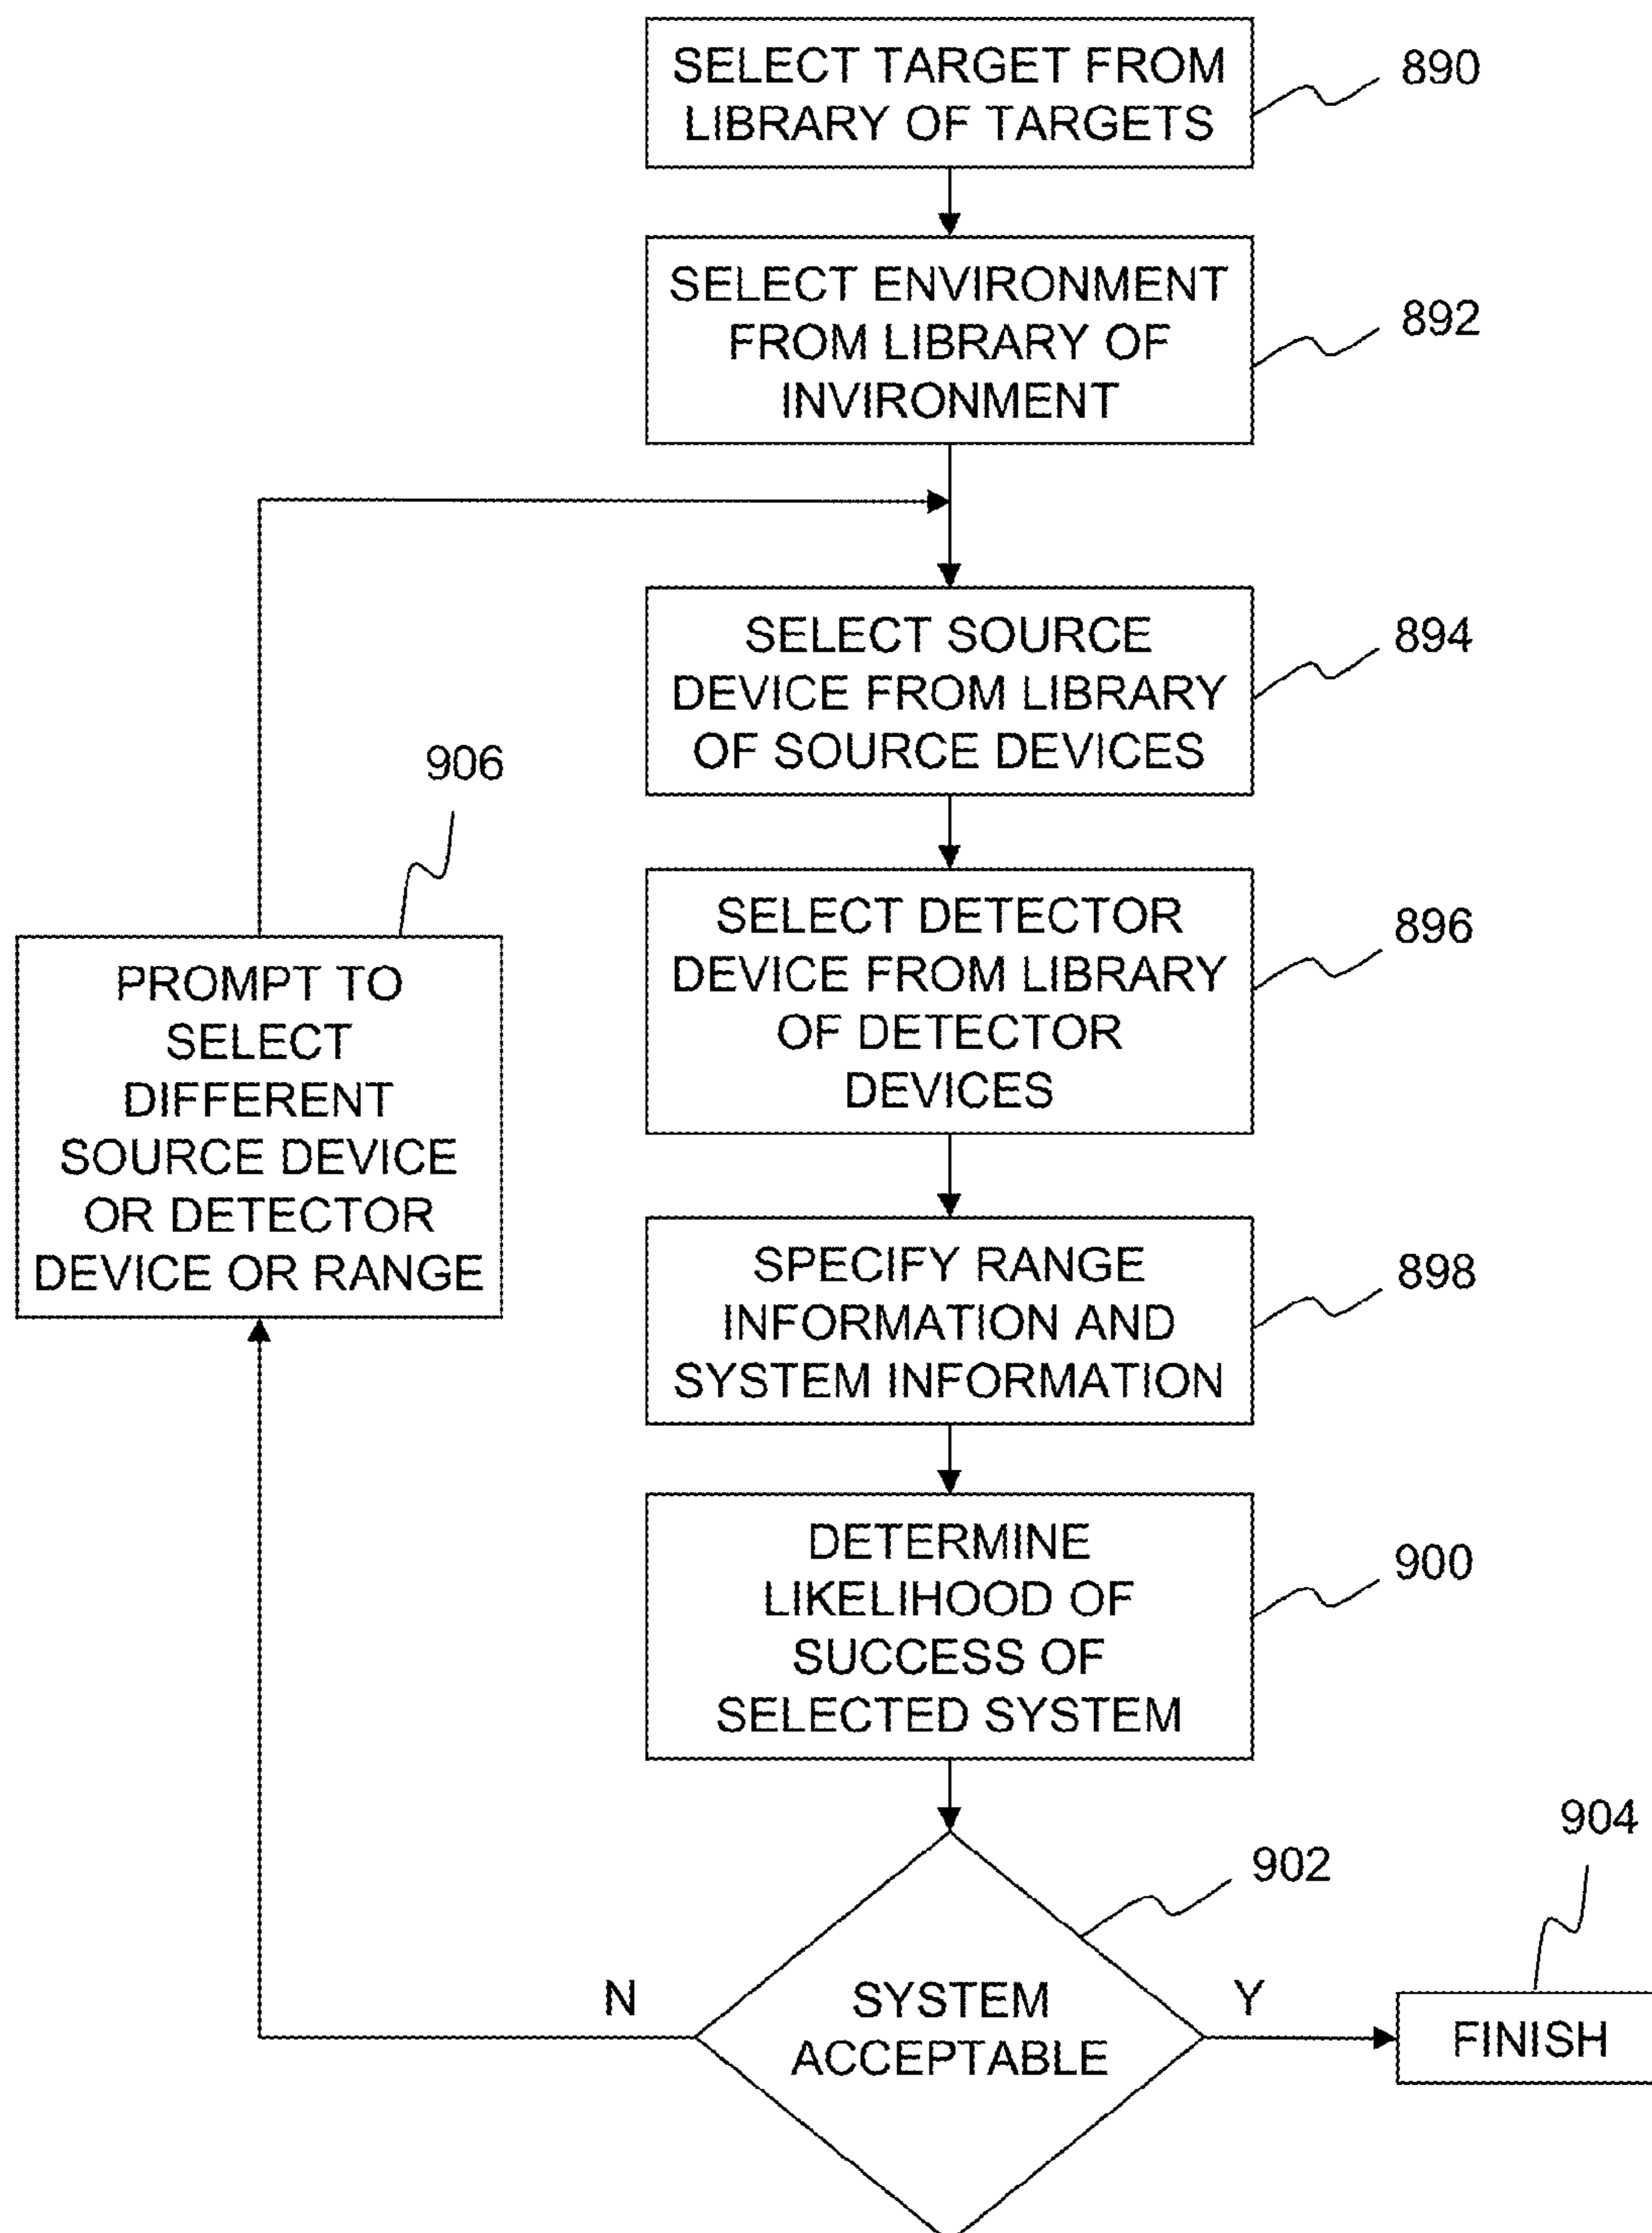 SELECT TARGET FROM
LIBRARY OF TARGETS
890
SELECT ENVIRONMENT
FROM LIBRARY OF
INVIRONMENT
892
SELECT SOURCE
DEVICE FROM LIBRARY
OF SOURCE DEVICES
894
906
PROMPT TO
SELECT
DIFFERENT
SOURCE DEVICE
OR DETECTOR
DEVICE OR RANGE
SELECT DETECTOR
DEVICE FROM LIBRARY
OF DETECTOR
DEVICES
896
SPECIFY RANGE
INFORMATION AND
SYSTEM INFORMATION
898
DETERMINE
LIKELIHOOD OF
SUCCESS OF
SELECTED SYSTEM
900
902
904
N
SYSTEM
ACCEPTABLE
Y
FINISH